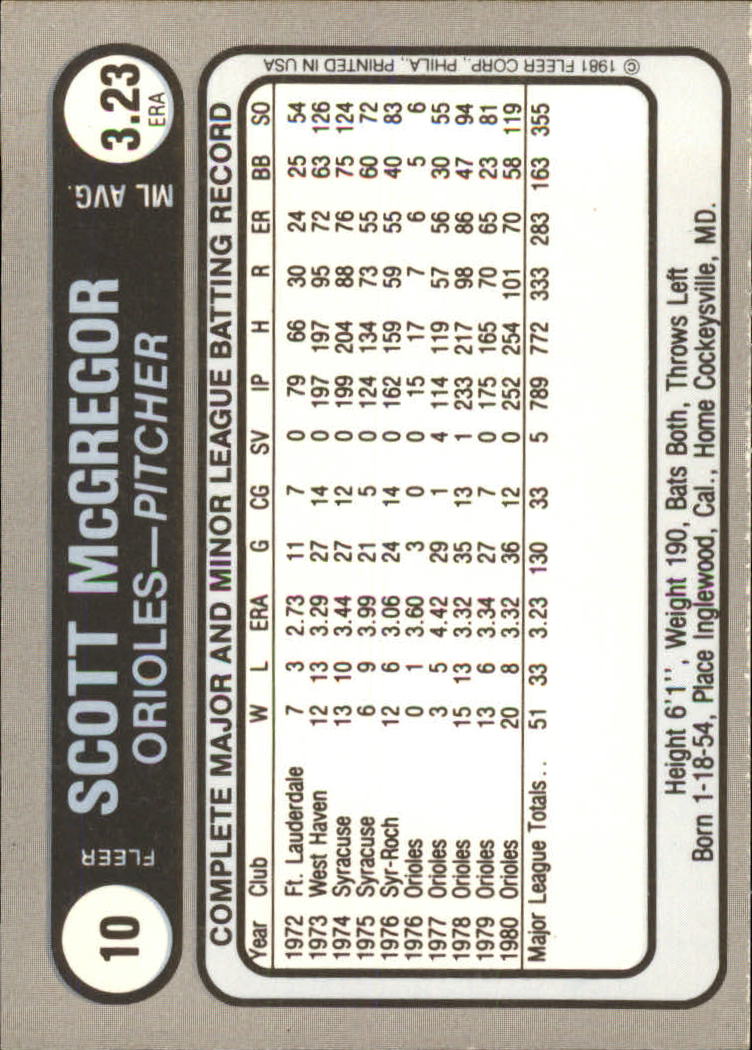 10
FLEER
SCOTT McGREGOR
ORIOLES—PITCHER
ML AVG.
3.23
ERA
COMPLETE MAJOR AND MINOR LEAGUE BATTING RECORD
Year Club W L ERA G CG SV IP H R ER BB SO
1972 Ft. Lauderdale 7 3 2.73 11 7 0 79 66 30 24 25 54
1973 West Haven 12 13 3.29 27 14 0 197 197 95 72 63 126
1974 Syracuse 13 10 3.44 27 12 0 199 204 88 76 75 124
1975 Syracuse 6 9 3.99 21 5 0 124 134 73 55 60 72
1976 Syr-Roch 12 6 3.06 24 14 0 162 159 59 55 40 83
1976 Orioles 0 1 3.60 3 0 0 15 17 7 6 5 6
1977 Orioles 3 5 4.42 29 1 4 114 119 57 56 30 55
1978 Orioles 15 13 3.32 35 13 1 233 217 98 86 47 94
1979 Orioles 13 6 3.34 27 7 0 175 165 70 65 23 81
1980 Orioles 20 8 3.32 36 12 0 252 254 101 70 58 119
Major League Totals.. 51 33 3.23 130 33 5 789 772 333 283 163 355
Height 6'1'', Weight 190, Bats Both, Throws Left
Born 1-18-54, Place Inglewood, Cal., Home Cockeysville, MD.
© 1981 FLEER CORP., PHILA., PRINTED IN USA